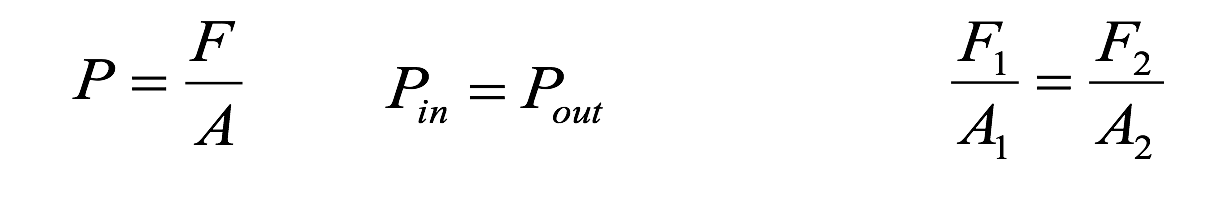 P = F/A    P_in = P_out    F_1/A_1 = F_2/A_2